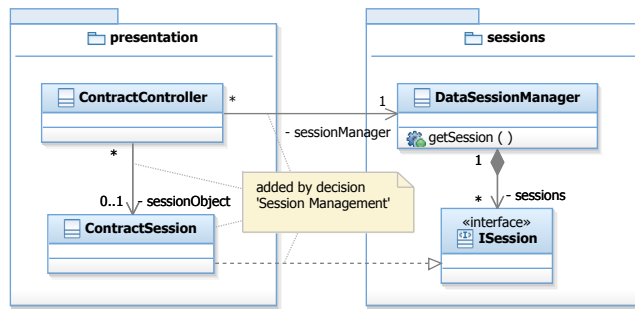 presentation
sessions
ContractController
DataSessionManager
*
1
- sessionManager
getSession ( )
*
1
added by decision
'Session Management'
0..1
- sessionObject
*
- sessions
ContractSession
«interface»
ISession